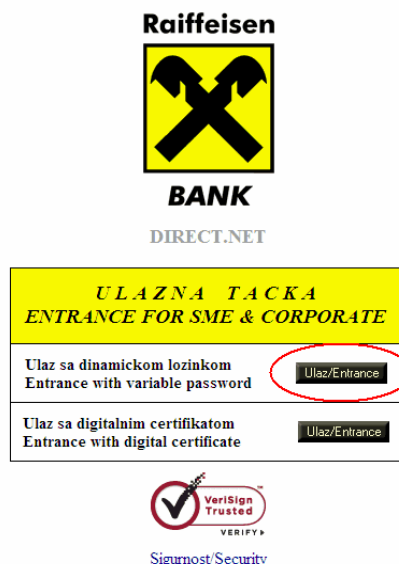 Raiffeisen
BANK
DIRECT.NET
ULAZNA TACKA
ENTRANCE FOR SME & CORPORATE
Ulaz sa dinamickom lozinkom
Entrance with variable password
Ulaz/Entrance
Ulaz sa digitalnim certifikatom
Entrance with digital certificate
Ulaz/Entrance
VeriSign
Trusted
VERIFY
Sigurnost/Security